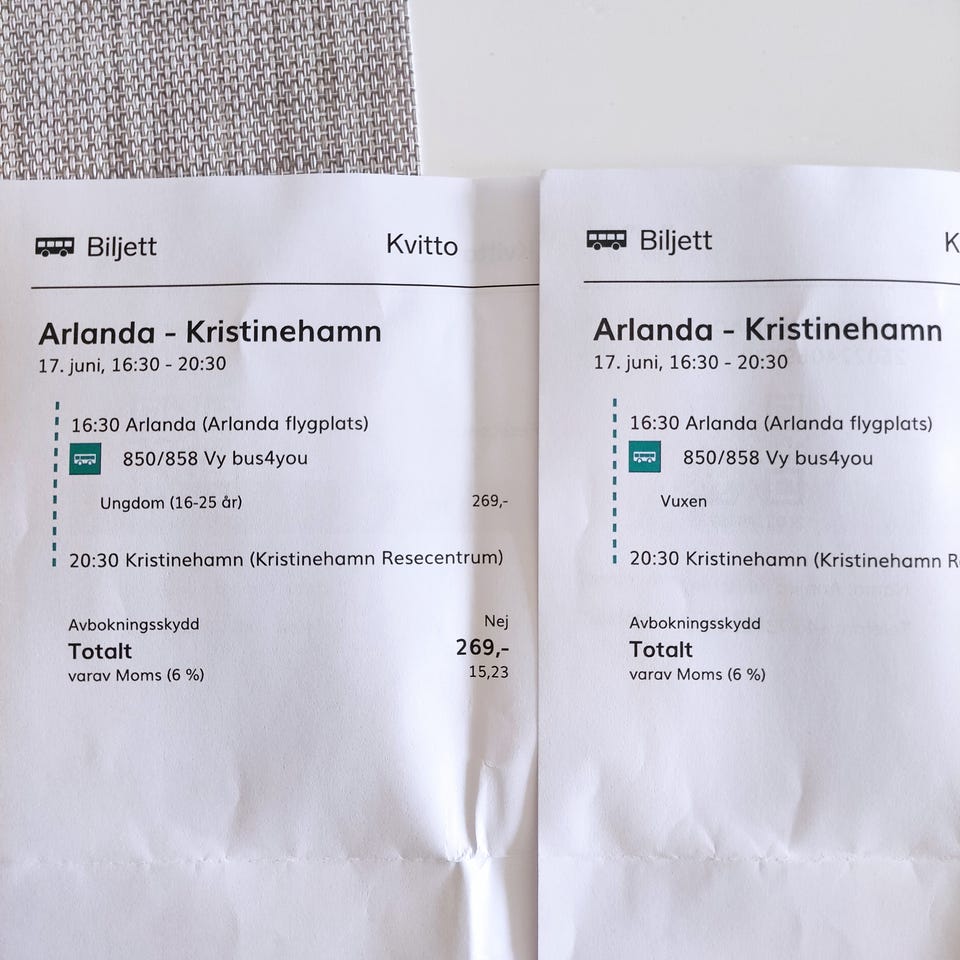 Biljett Kvitto
Arlanda - Kristinehamn
17. juni, 16:30 - 20:30
16:30 Arlanda (Arlanda flygplats)
850/858 Vy bus4you
Ungdom (16-25 år) 269,-
20:30 Kristinehamn (Kristinehamn Resecentrum)
Avbokningsskydd Nej
Totalt 269,-
varav Moms (6 %) 15,23
Biljett K
Arlanda - Kristinehamn
17. juni, 16:30 - 20:30
16:30 Arlanda (Arlanda flygplats)
850/858 Vy bus4you
Vuxen
20:30 Kristinehamn (Kristinehamn
Avbokningsskydd
Totalt
varav Moms (6 %)